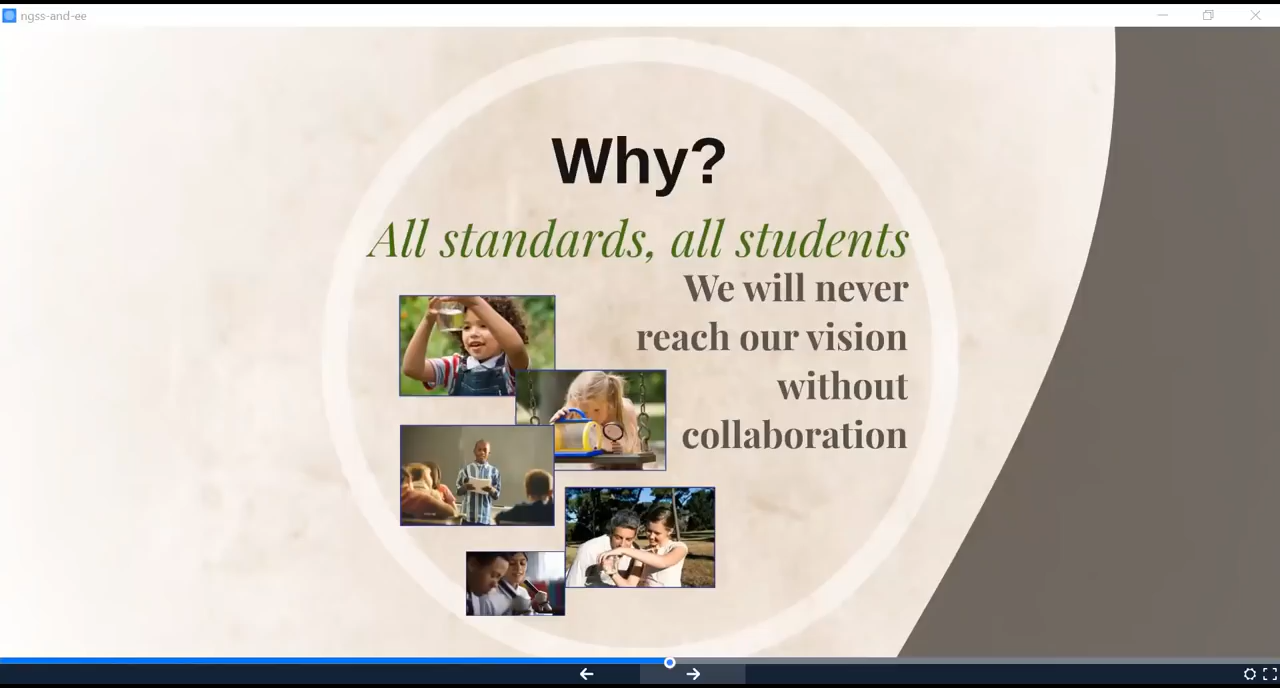 ngss-and-ee
Why?
All standards, all students
We will never
reach our vision
without
collaboration